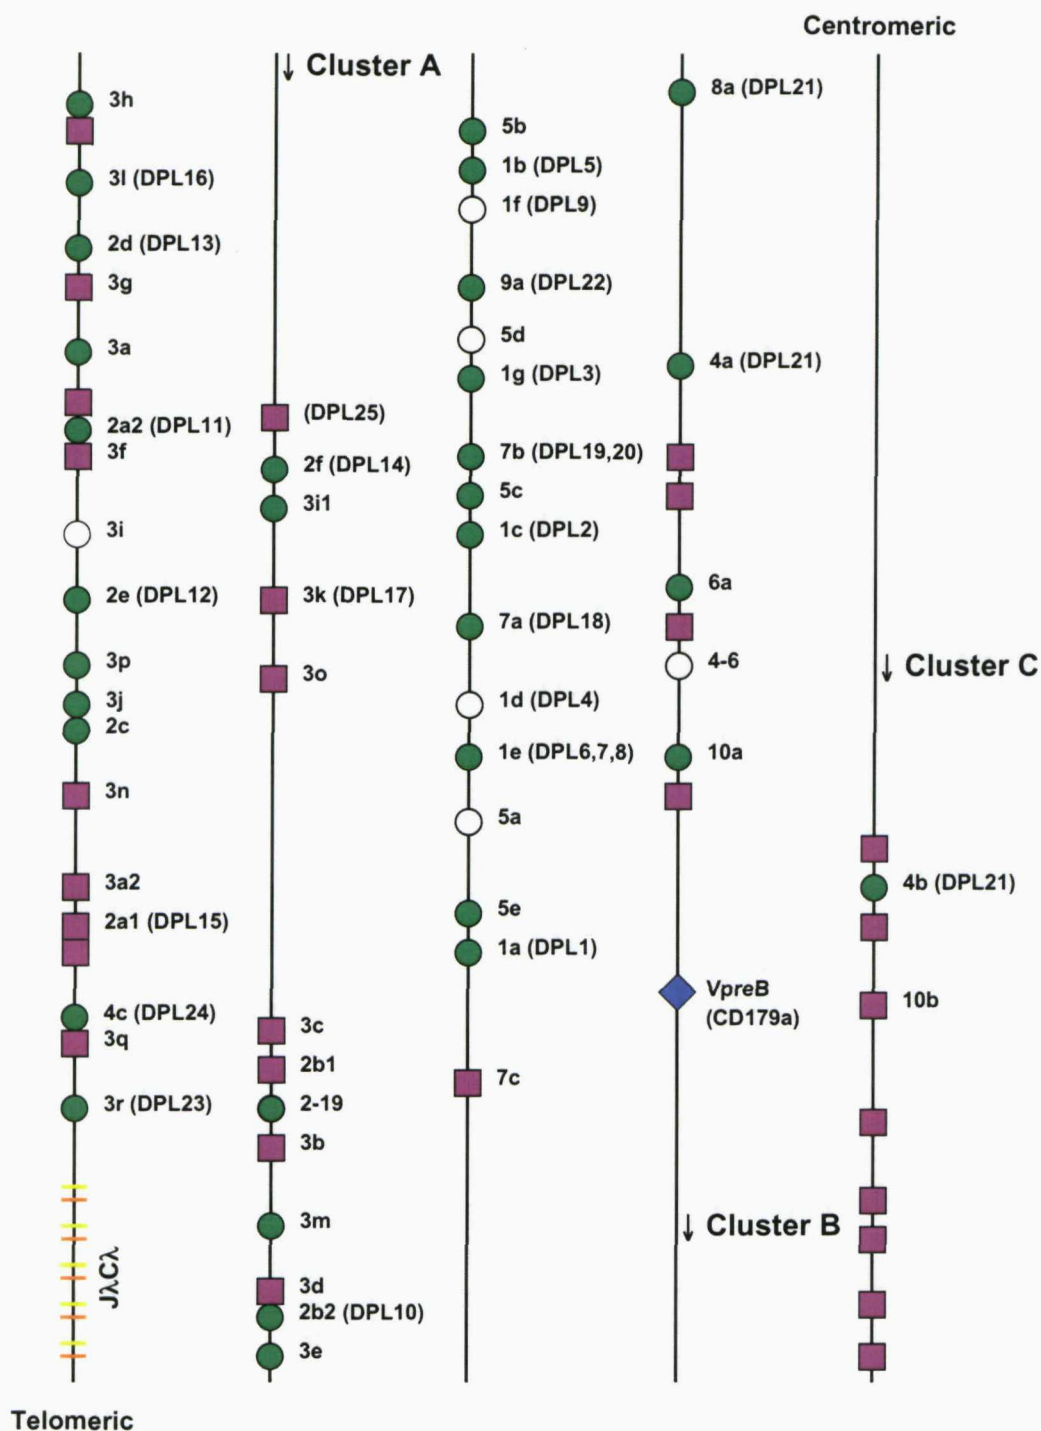 Centromeric
3h
3l (DPL16)
2d (DPL13)
3g
3a
2a2 (DPL11)
3f
3i
2e (DPL12)
3p
3j
2c
3n
3a2
2a1 (DPL15)
4c (DPL24)
3q
3r (DPL23)
JλCλ
Telomeric
↓ Cluster A
(DPL25)
2f (DPL14)
3i1
3k (DPL17)
3o
3c
2b1
2-19
3b
3m
3d
2b2 (DPL10)
3e
5b
1b (DPL5)
1f (DPL9)
9a (DPL22)
5d
1g (DPL3)
7b (DPL19,20)
5c
1c (DPL2)
7a (DPL18)
1d (DPL4)
1e (DPL6,7,8)
5a
5e
1a (DPL1)
7c
8a (DPL21)
4a (DPL21)
6a
4-6
10a
VpreB
(CD179a)
↓ Cluster B
↓ Cluster C
4b (DPL21)
10b